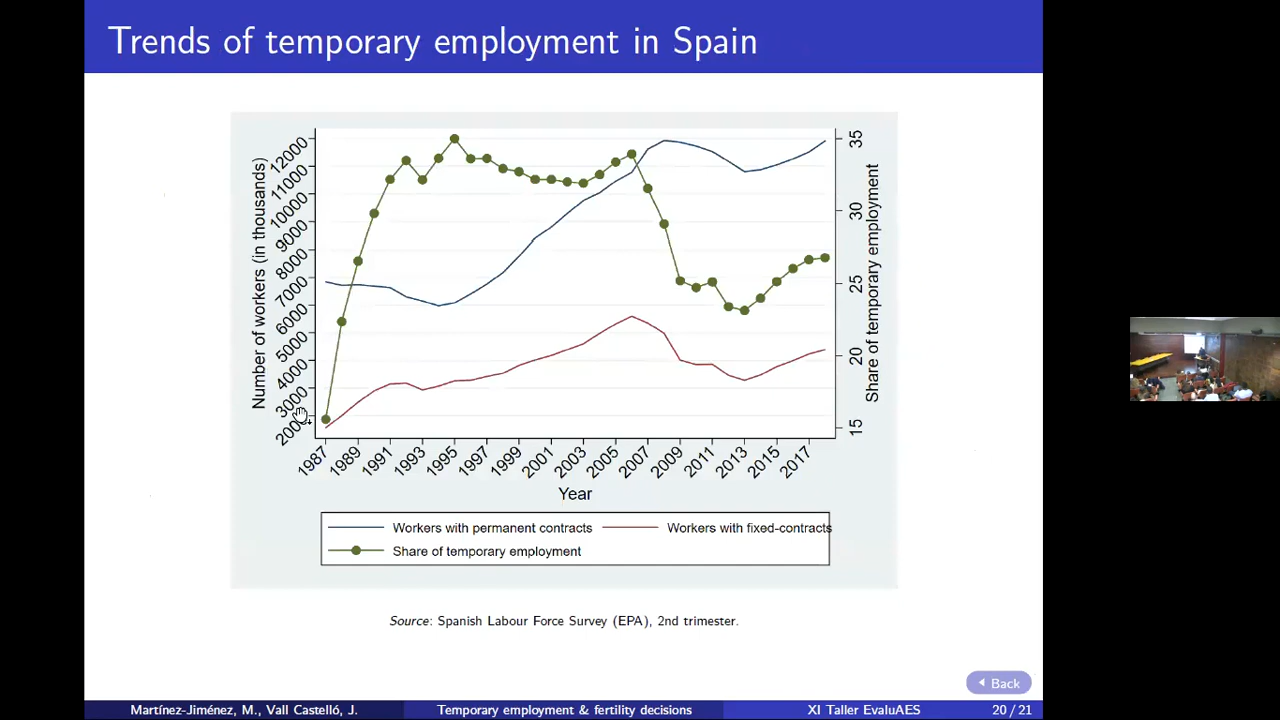 Trends of temporary employment in Spain
12000
11000
10000
9000
8000
7000
6000
5000
4000
3000
2000
Number of workers (in thousands)
35
30
25
20
15
Share of temporary employment
1987 1989 1991 1993 1995 1997 1999 2001 2003 2005 2007 2009 2011 2013 2015 2017
Year
Workers with permanent contracts Workers with fixed-contracts
Share of temporary employment
Source: Spanish Labour Force Survey (EPA), 2nd trimester.
Back
Martínez-Jiménez, M., Vall Castelló, J. Temporary employment & fertility decisions XI Taller EvaluAES 20 / 21